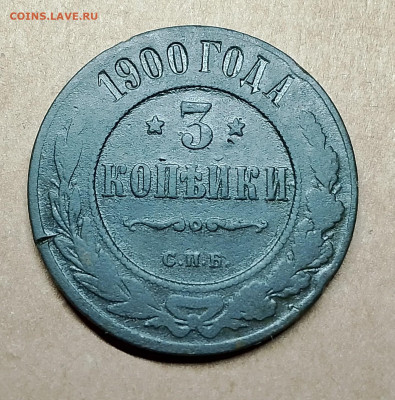 COINS.LAVE.RU
1900 ГОДА
3
КОПѢЙКИ
С.П.Б.